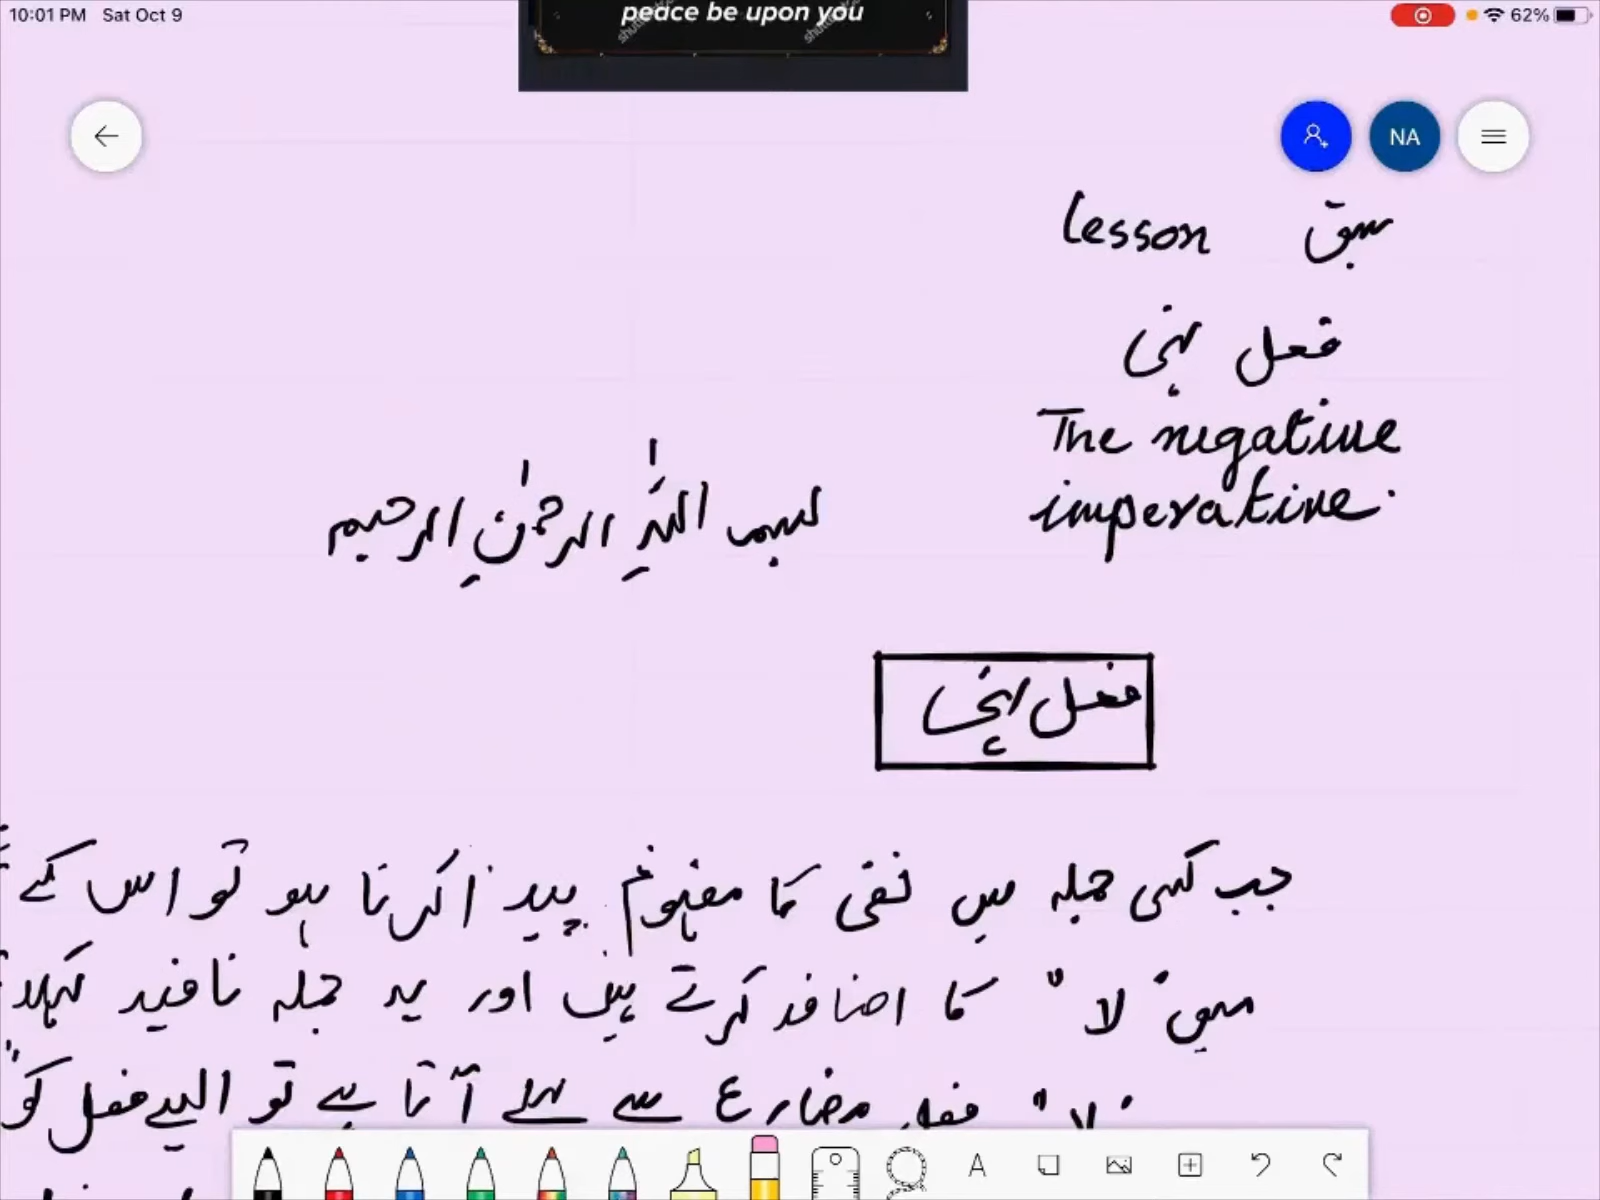 10:01 PM Sat Oct 9
62%
peace be upon you
NA
سبق lesson
فعل نہی
The negative
imperative.
بسم اللہِ الرحمٰنِ الرحیم
فعل نہی
جب کسی جملہ میں نفی کا مفہوم پیدا کرنا ہو تو اس کے
میں "لا" کا اضافہ کرتے ہیں اور یہ جملہ نافیہ کہلا
"لا" فعل مضارع سے پہلے آتا ہے تو ایسے فعل کو
A